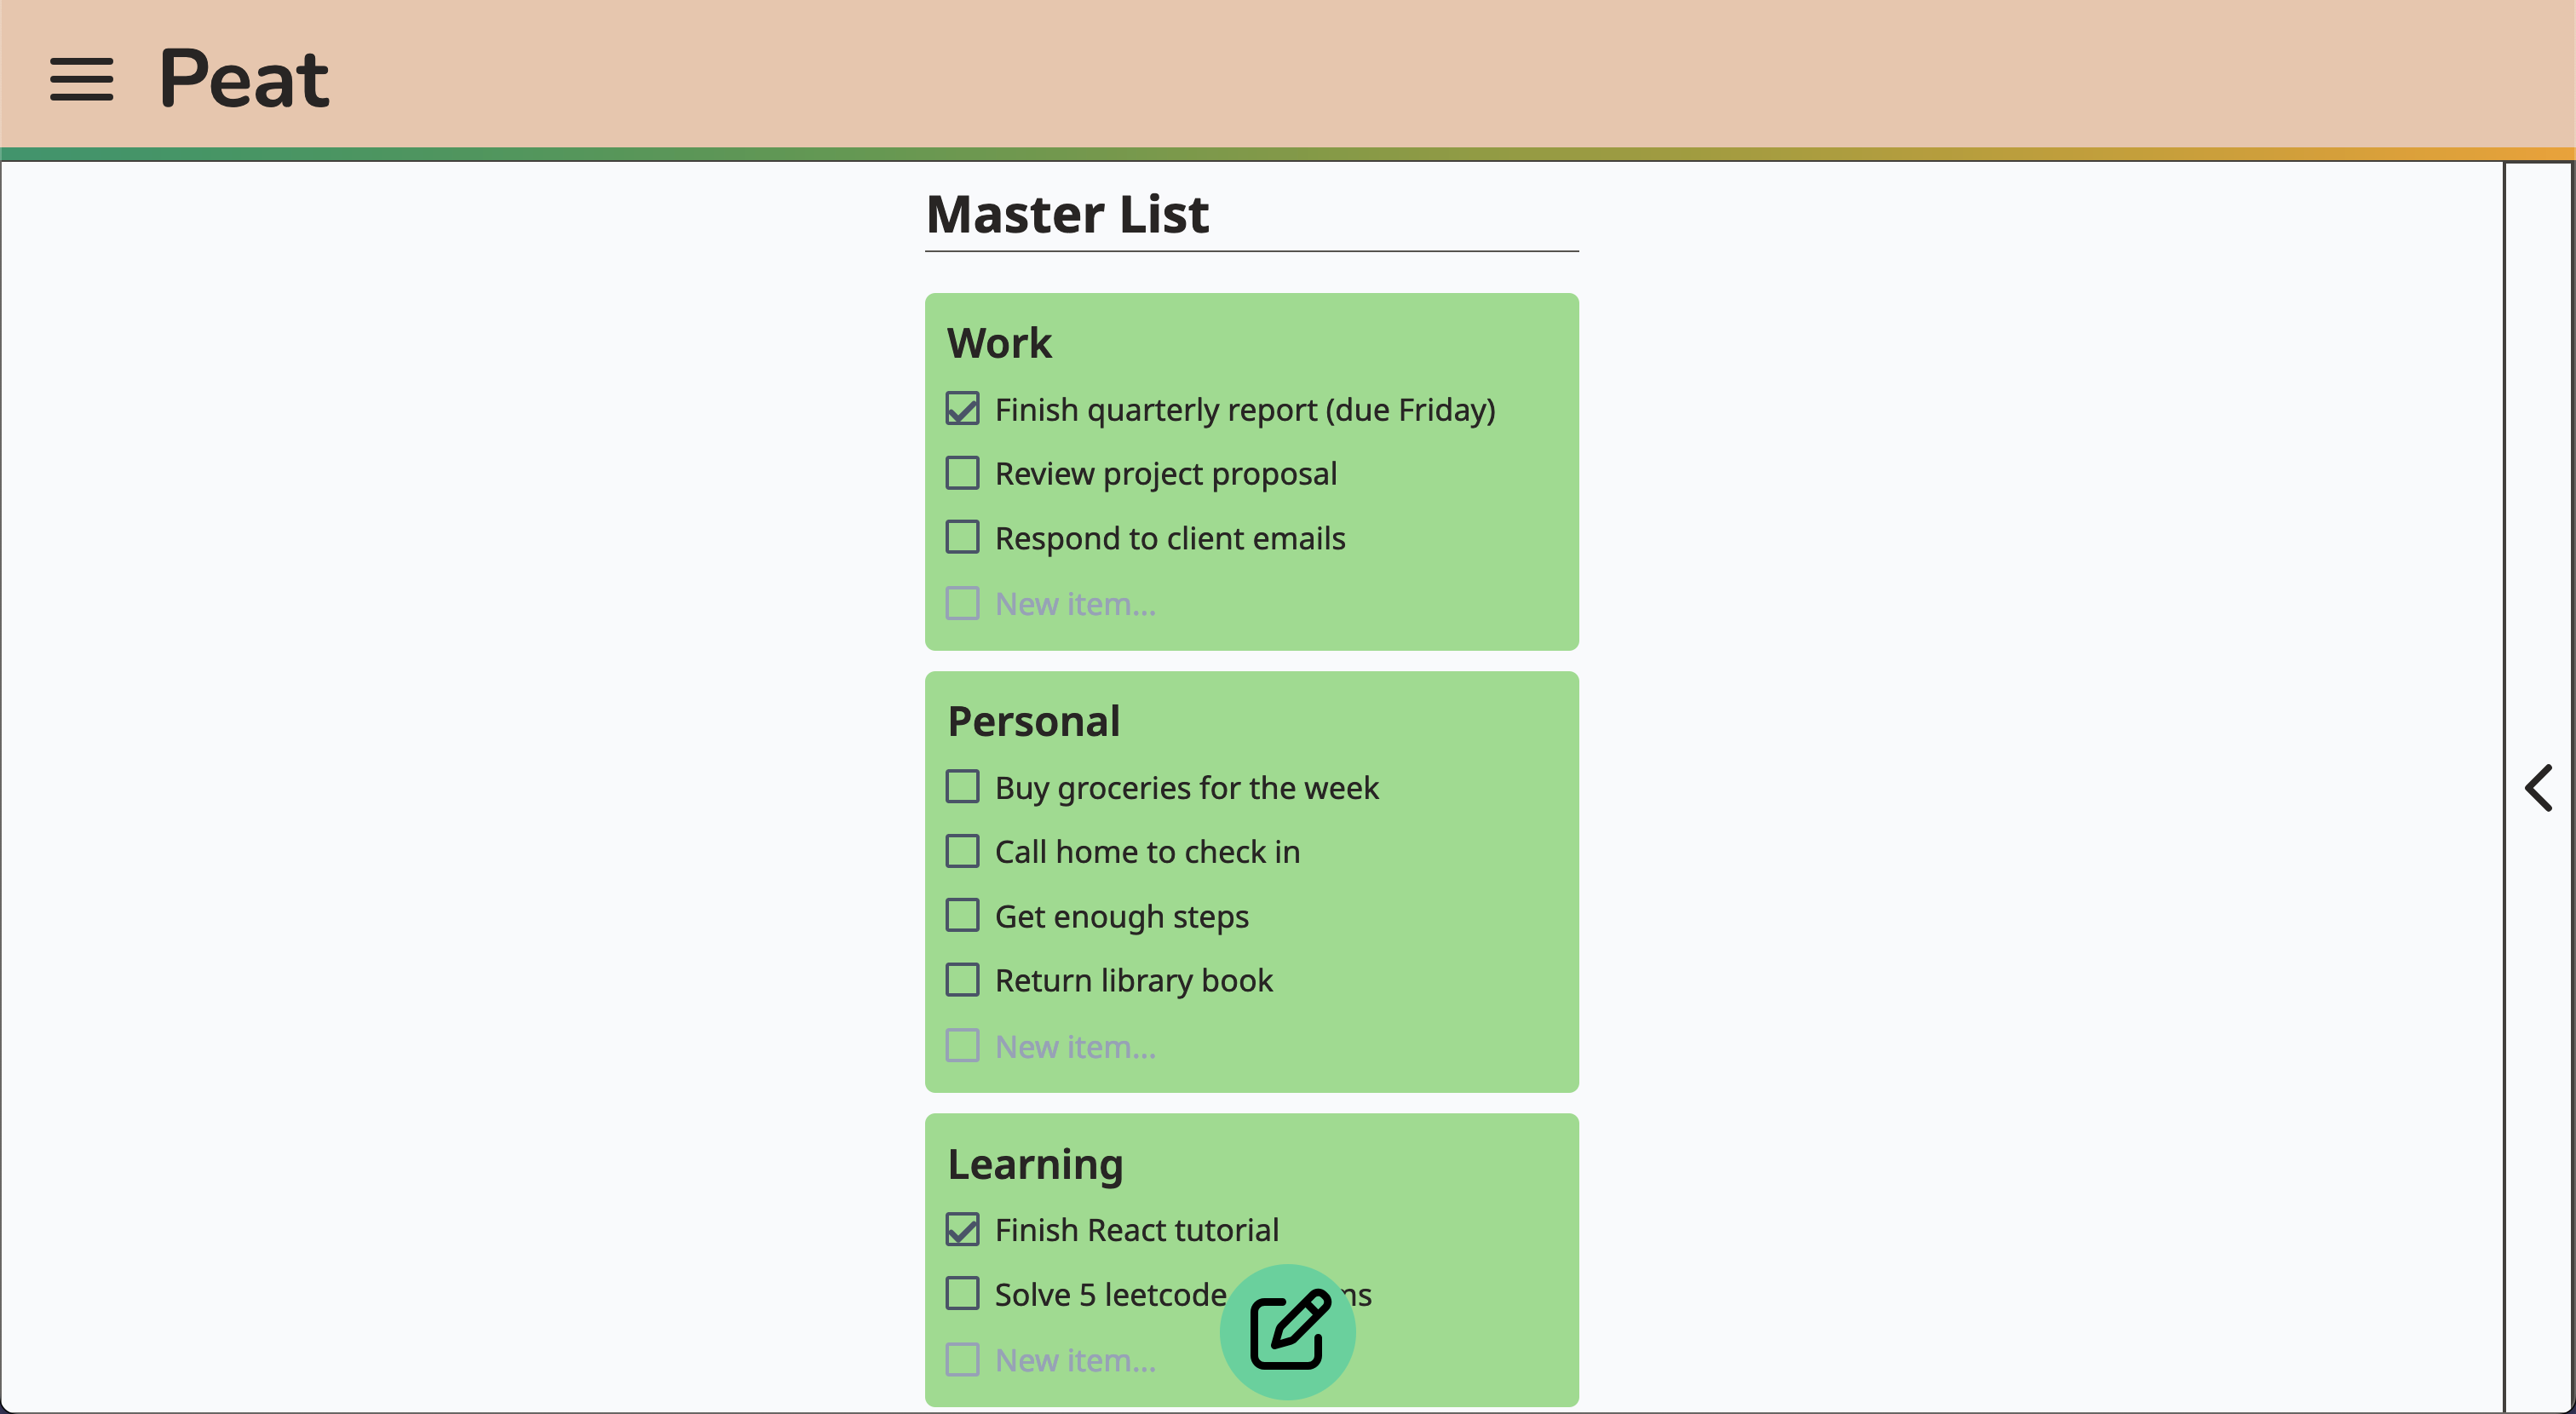 Peat
Master List
Work
Finish quarterly report (due Friday)
Review project proposal
Respond to client emails
New item...
Personal
Buy groceries for the week
Call home to check in
Get enough steps
Return library book
New item...
Learning
Finish React tutorial
Solve 5 leetcode
New item...